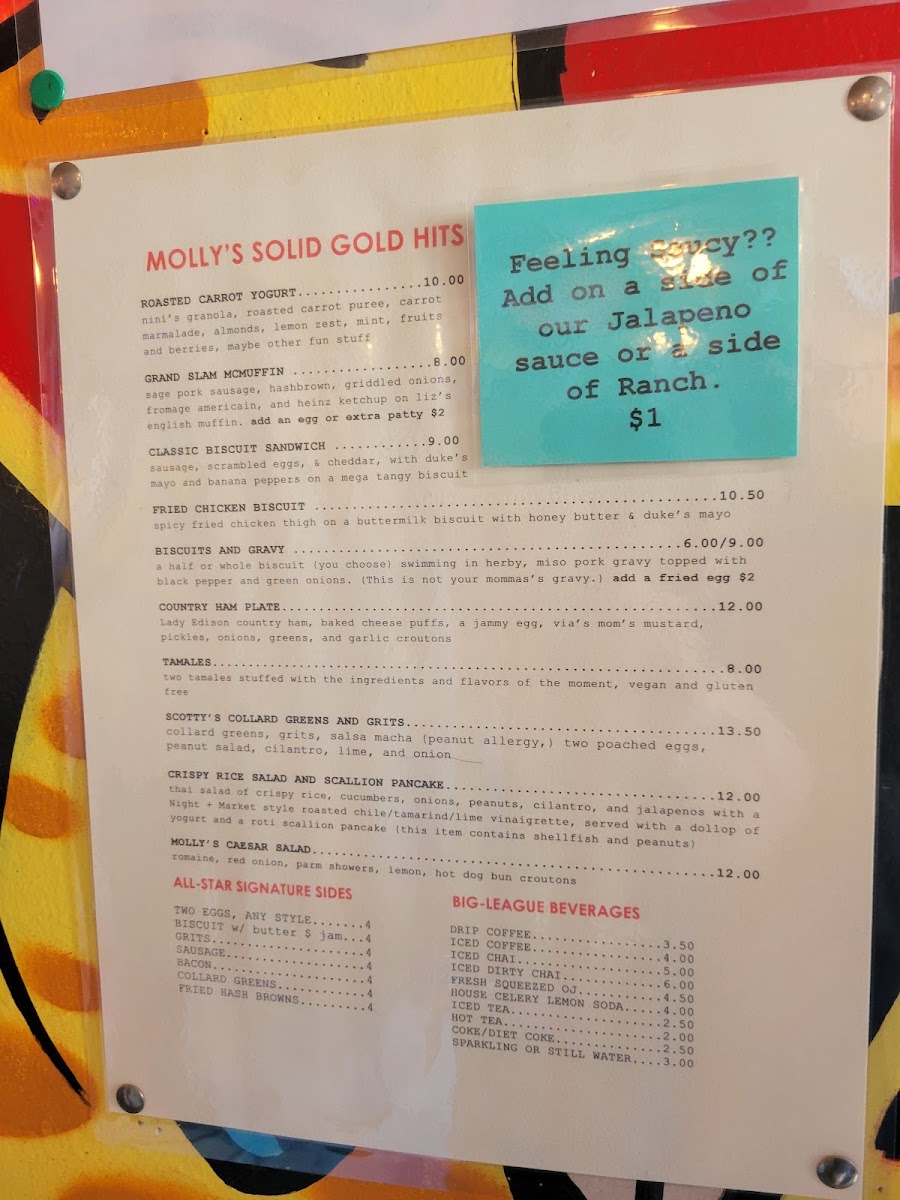 MOLLY'S SOLID GOLD HITS
ROASTED CARROT YOGURT................10.00
nini's granola, roasted carrot puree, carrot
marmalade, almonds, lemon zest, mint, fruits
and berries, maybe other fun stuff
GRAND SLAM MCMUFFIN ..................8.00
sage pork sausage, hashbrown, griddled onions,
fromage americain, and heinz ketchup on liz's
english muffin. add an egg or extra patty $2
CLASSIC BISCUIT SANDWICH ............9.00
sausage, scrambled eggs, & cheddar, with duke's
mayo and banana peppers on a mega tangy biscuit
Feeling Saucy??
Add on a side of
our Jalapeno
sauce or a side
of Ranch.
$1
FRIED CHICKEN BISCUIT ..................................................10.50
spicy fried chicken thigh on a buttermilk biscuit with honey butter & duke's mayo
BISCUITS AND GRAVY ................................................6.00/9.00
a half or whole biscuit (you choose) swimming in herby, miso pork gravy topped with
black pepper and green onions. (This is not your mommas's gravy.) add a fried egg $2
COUNTRY HAM PLATE.......................................................12.00
Lady Edison country ham, baked cheese puffs, a jammy egg, via's mom's mustard,
pickles, onions, greens, and garlic croutons
TAMALES..................................................................8.00
two tamales stuffed with the ingredients and flavors of the moment, vegan and gluten
free
SCOTTY'S COLLARD GREENS AND GRITS.......................................13.50
collard greens, grits, salsa macha (peanut allergy,) two poached eggs,
peanut salad, cilantro, lime, and onion
CRISPY RICE SALAD AND SCALLION PANCAKE..................................12.00
thai salad of crispy rice, cucumbers, onions, peanuts, cilantro, and jalapenos with a
Night + Market style roasted chile/tamarind/lime vinaigrette, served with a dollop of
yogurt and a roti scallion pancake (this item contains shellfish and peanuts)
MOLLY'S CAESAR SALAD....................................................12.00
romaine, red onion, parm showers, lemon, hot dog bun croutons
ALL-STAR SIGNATURE SIDES
TWO EGGS, ANY STYLE.......4
BISCUIT w/ butter $ jam...4
GRITS.....................4
SAUSAGE...................4
BACON.....................4
COLLARD GREENS............4
FRIED HASH BROWNS.........4
BIG-LEAGUE BEVERAGES
DRIP COFFEE.................3.50
ICED COFFEE.................4.00
ICED CHAI...................5.00
ICED DIRTY CHAI.............6.00
FRESH SQUEEZED OJ...........4.50
HOUSE CELERY LEMON SODA.....4.00
ICED TEA....................2.50
HOT TEA.....................2.00
COKE/DIET COKE..............2.50
SPARKLING OR STILL WATER....3.00